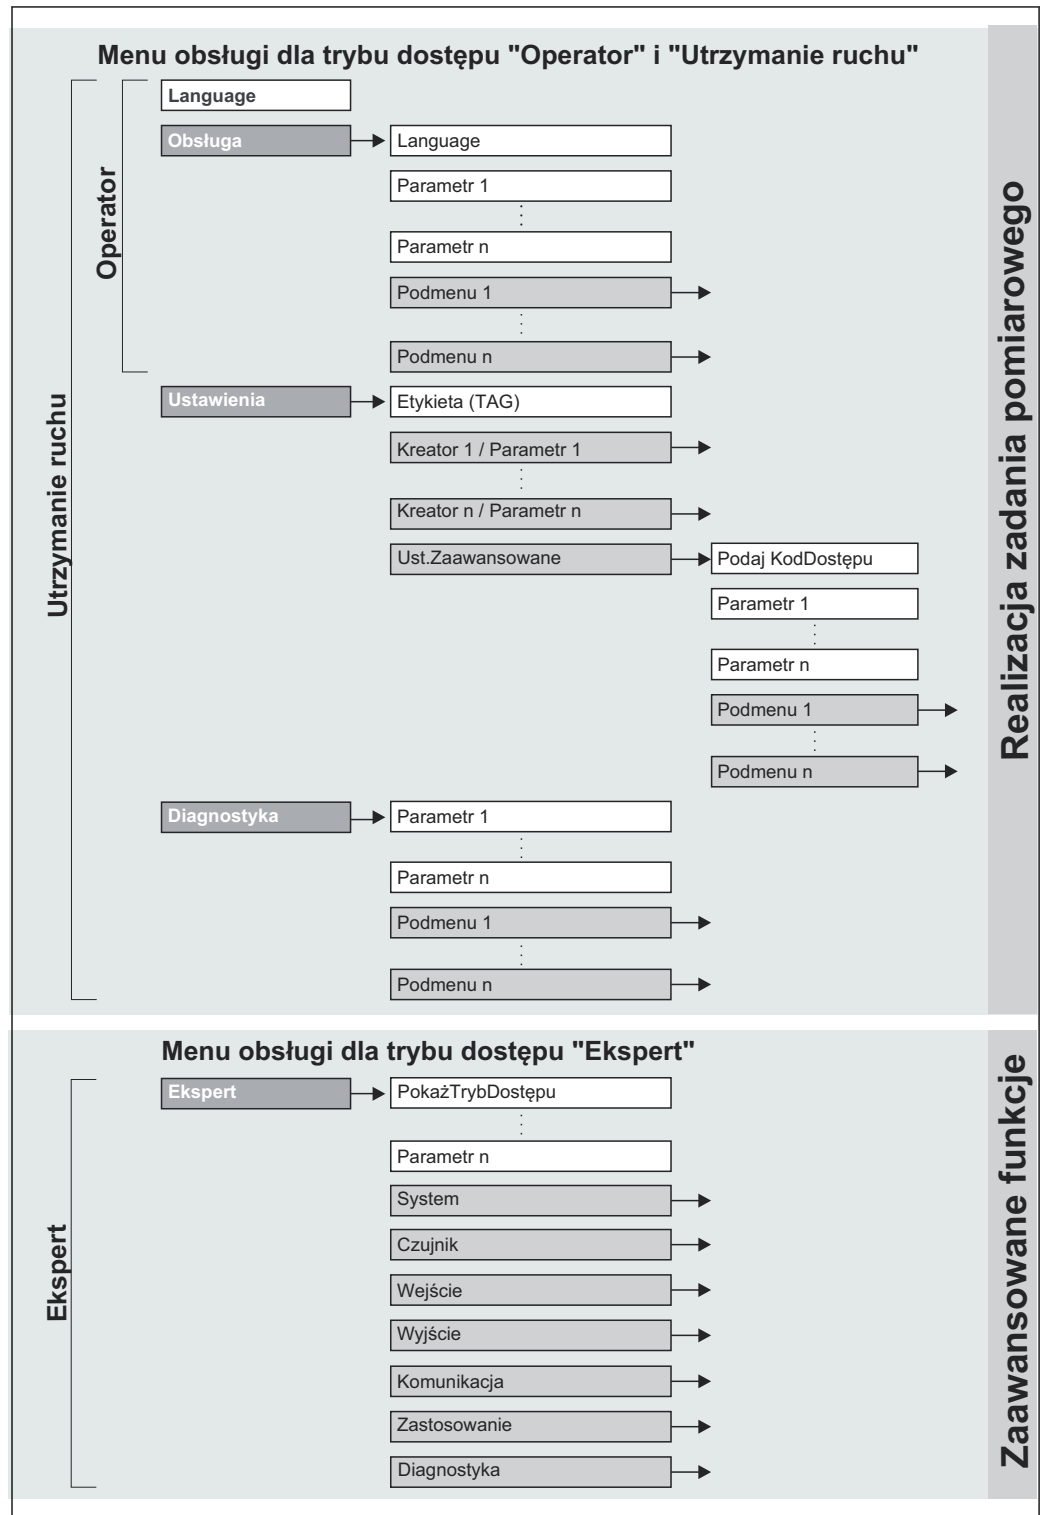 Menu obsługi dla trybu dostępu "Operator" i "Utrzymanie ruchu"
Language
Obsługa
Language
Parametr 1
Parametr n
Podmenu 1
Podmenu n
Operator
Ustawienia
Etykieta (TAG)
Kreator 1 / Parametr 1
Kreator n / Parametr n
Ust.Zaawansowane
Podaj KodDostępu
Parametr 1
Parametr n
Podmenu 1
Podmenu n
Diagnostyka
Parametr 1
Parametr n
Podmenu 1
Podmenu n
Utrzymanie ruchu
Realizacja zadania pomiarowego
Menu obsługi dla trybu dostępu "Ekspert"
Ekspert
PokażTrybDostępu
Parametr n
System
Czujnik
Wejście
Wyjście
Komunikacja
Zastosowanie
Diagnostyka
Ekspert
Zaawansowane funkcje